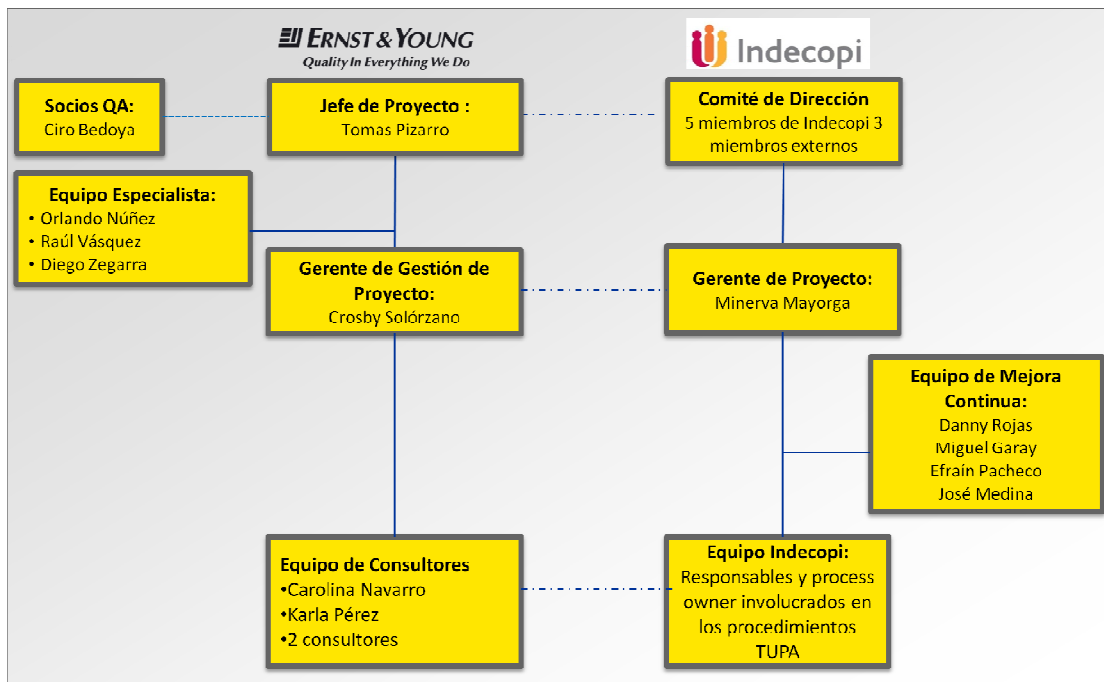 ERNST & YOUNG
Quality In Everything We Do
Indecopi
Socios QA:
Ciro Bedoya
Jefe de Proyecto :
Tomas Pizarro
Comité de Dirección
5 miembros de Indecopi 3
miembros externos
Equipo Especialista:
• Orlando Núñez
• Raúl Vásquez
• Diego Zegarra
Gerente de Gestión de
Proyecto:
Crosby Solórzano
Gerente de Proyecto:
Minerva Mayorga
Equipo de Mejora
Continua:
Danny Rojas
Miguel Garay
Efraín Pacheco
José Medina
Equipo de Consultores
•Carolina Navarro
•Karla Pérez
•2 consultores
Equipo Indecopi:
Responsables y process
owner involucrados en
los procedimientos
TUPA